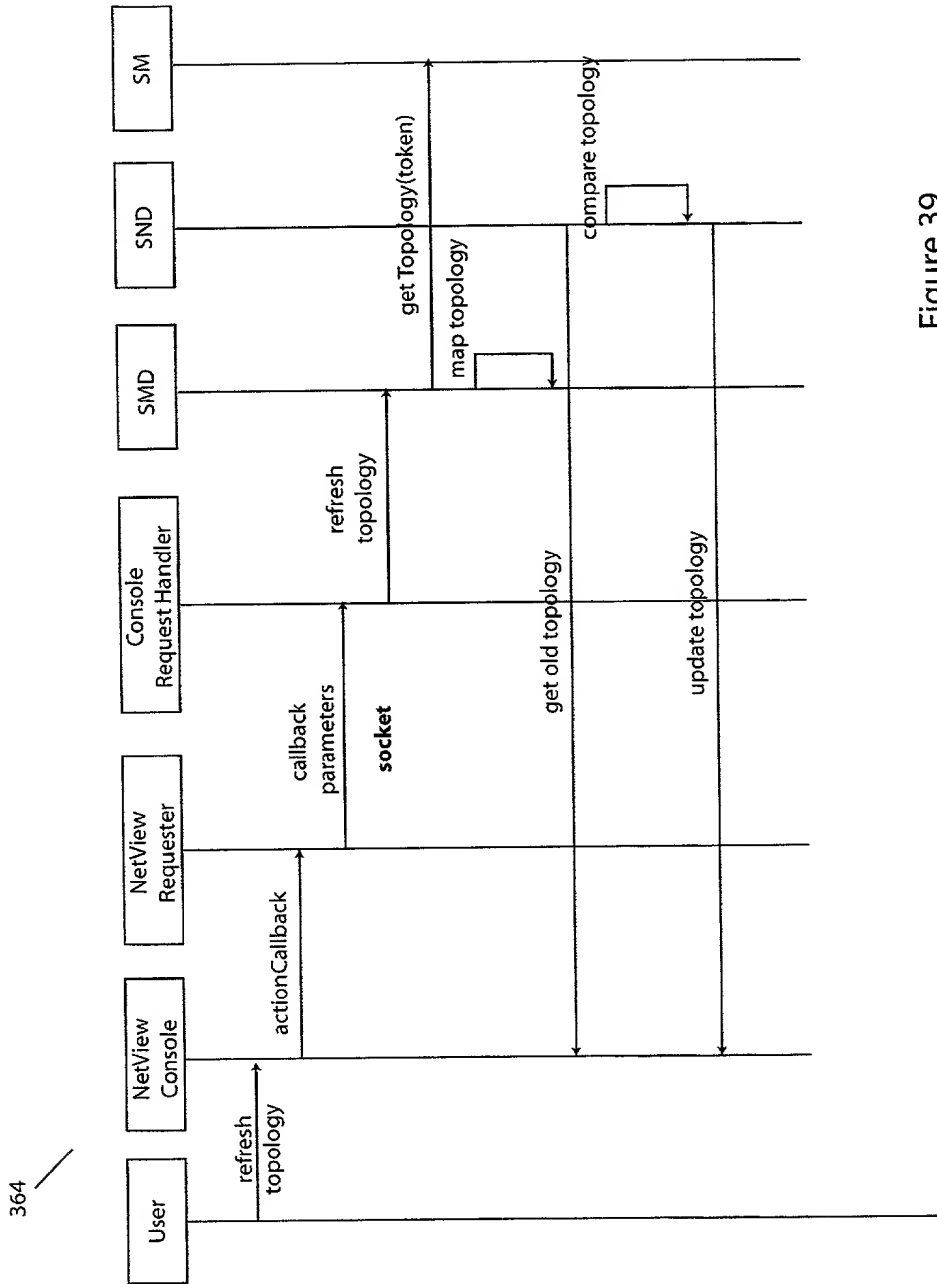 364
User
NetView
Console
NetView
Requester
Console
Request Handler
SMD
SND
SM
refresh
topology
actionCallback
callback
parameters
socket
refresh
topology
get Topology(token)
map topology
get old topology
compare topology
update topology
Figure 39